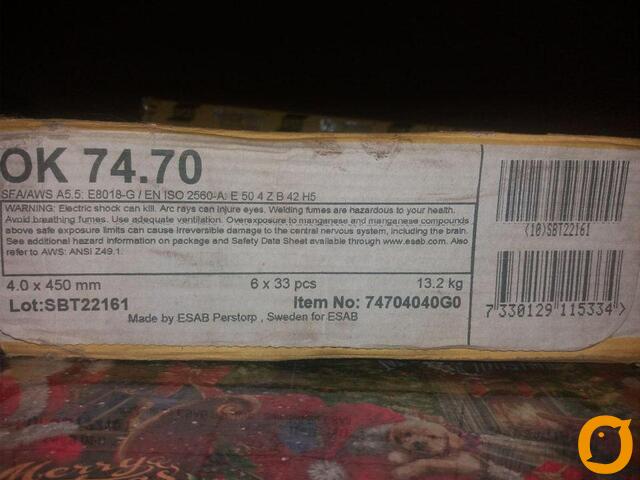 OK 74.70
SFA/AWS A5.5: E8018-G / EN ISO 2560-A: E 50 4 Z B 42 H5
WARNING: Electric shock can kill. Arc rays can injure eyes. Welding fumes are hazardous to your health.
Avoid breathing fumes. Use adequate ventilation. Overexposure to manganese and manganese compounds
above safe exposure limits can cause irreversible damage to the central nervous system, including the brain.
See additional hazard information on package and Safety Data Sheet available through www.esab.com. Also
refer to AWS: ANSI Z49.1.
4.0 x 450 mm 6 x 33 pcs 13.2 kg
Lot:SBT22161 Item No: 74704040G0
Made by ESAB Perstorp , Sweden for ESAB
(10)SBT22161
7 330129 115334 >
Merry